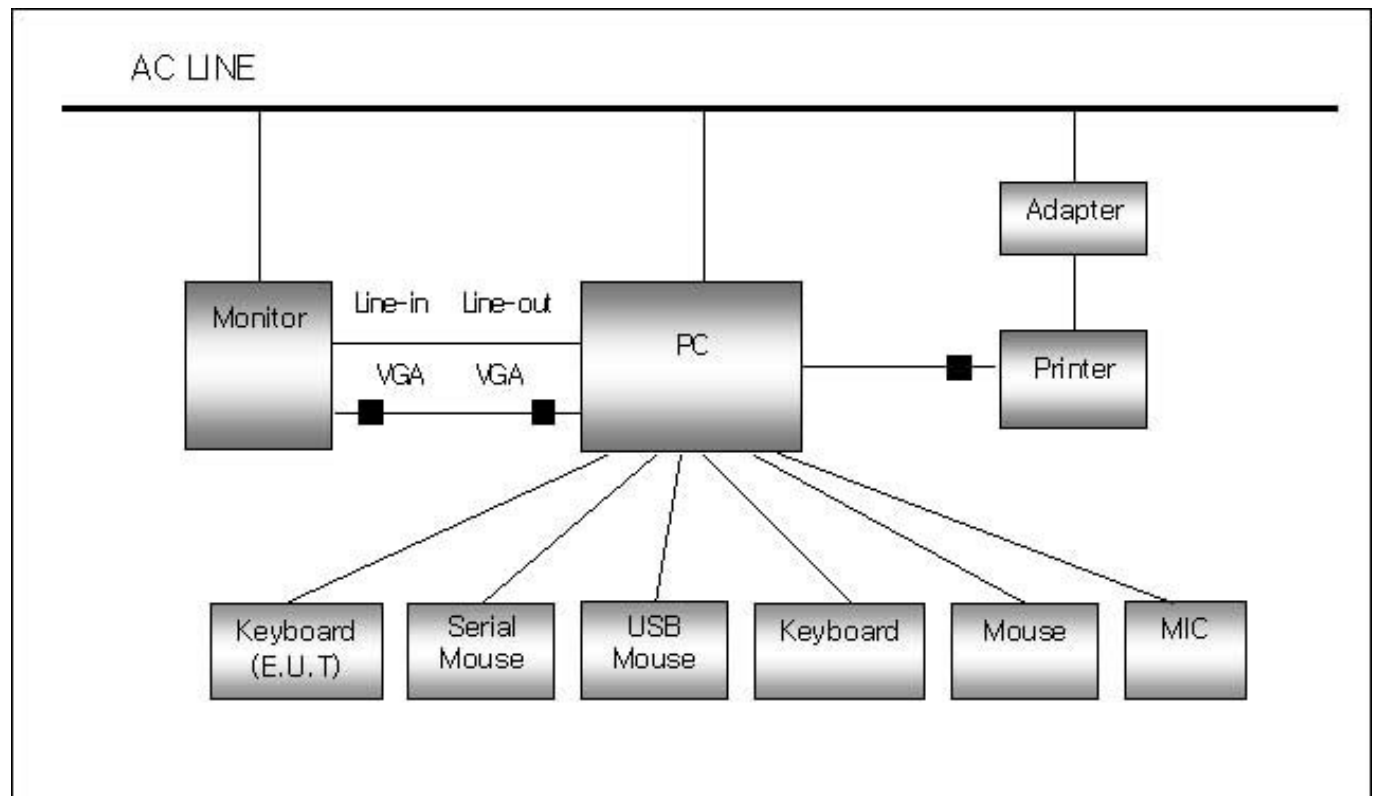 AC LINE
Adapter
Monitor
Line-in Line-out
PC
VGA VGA
Printer
Keyboard
(E.U.T)
Serial
Mouse
USB
Mouse
Keyboard
Mouse
MIC